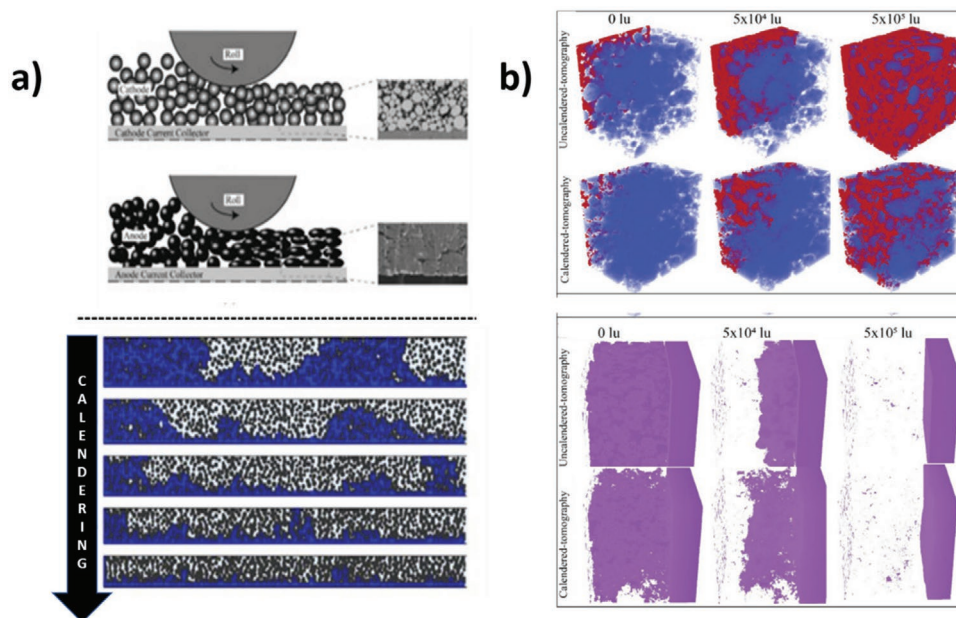 a)
Roll
Cathode
Cathode Current Collector
Roll
Anode
Anode Current Collector
CALENDERING
b)
0 lu 5x10⁴ lu 5x10⁵ lu
Uncalendered-tomography
Calendered-tomography
0 lu 5x10⁴ lu 5x10⁵ lu
Uncalendered-tomography
Calendered-tomography